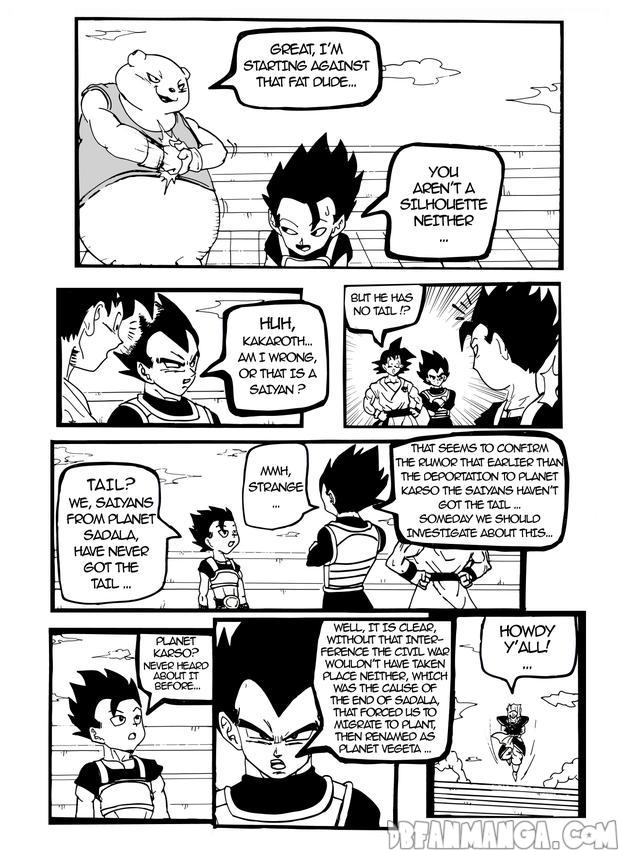 GREAT, I'M
STARTING AGAINST
THAT FAT DUDE...
YOU
AREN'T A
SILHOUETTE
NEITHER
...
HUH,
KAKAROTH...
AM I WRONG,
OR THAT IS A
SAIYAN ?
BUT HE HAS
NO TAIL !?
TAIL?
WE, SAIYANS
FROM PLANET
SADALA,
HAVE NEVER
GOT THE
TAIL ...
MMH,
STRANGE
...
THAT SEEMS TO CONFIRM
THE RUMOR THAT EARLIER THAN
THE DEPORTATION TO PLANET
KARSO THE SAIYANS HAVEN'T
GOT THE TAIL ...
SOMEDAY WE SHOULD
INVESTIGATE ABOUT THIS...
PLANET
KARSO?
NEVER HEARD
ABOUT IT
BEFORE...
WELL, IT IS CLEAR,
WITHOUT THAT INTER-
FERENCE THE CIVIL WAR
WOULDN'T HAVE TAKEN
PLACE NEITHER, WHICH
WAS THE CAUSE OF
THE END OF SADALA,
THAT FORCED US TO
MIGRATE TO PLANT,
THEN RENAMED AS
PLANET VEGETA ...
HOWDY
Y'ALL!
...
DBFANMANGA.COM